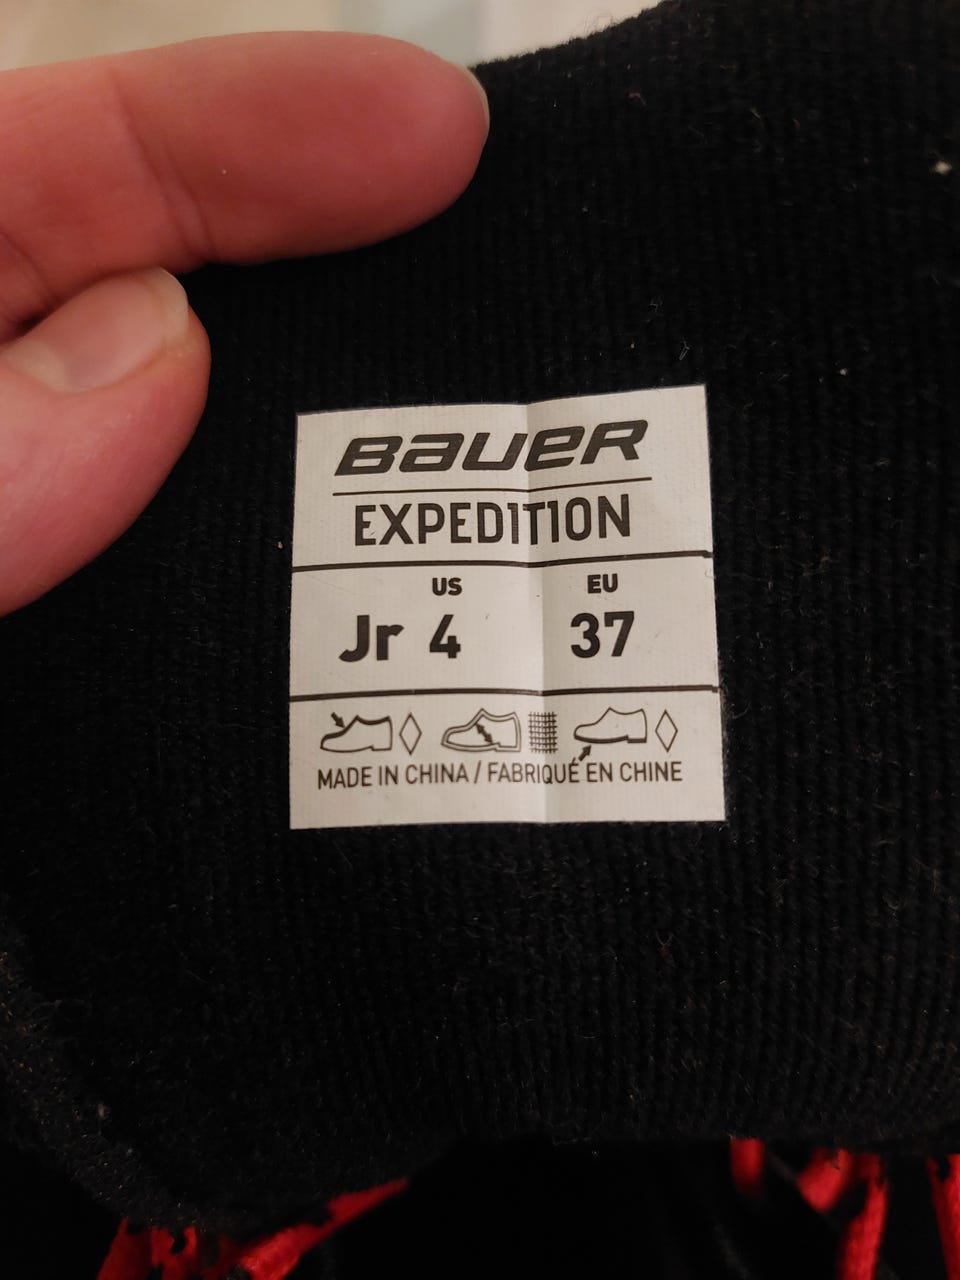 BAUER
EXPEDITION
US EU
Jr 4 37
MADE IN CHINA / FABRIQUÉ EN CHINE